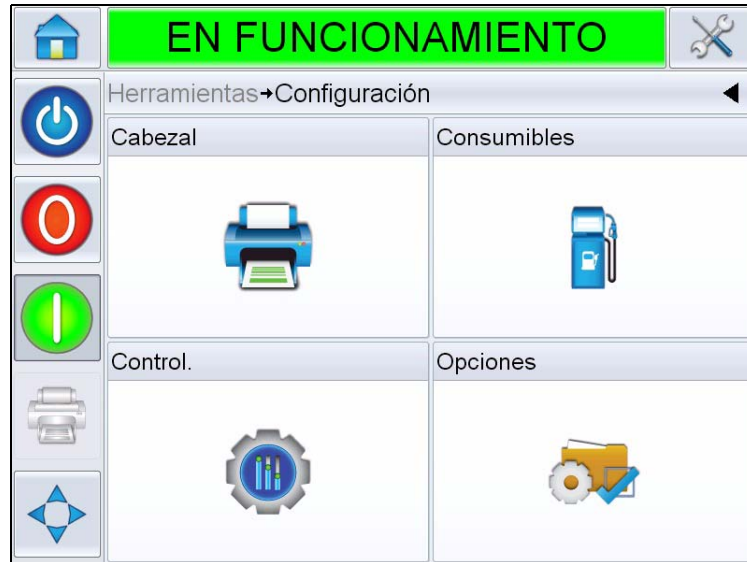 EN FUNCIONAMIENTO
Herramientas→Configuración
Cabezal
Consumibles
Control.
Opciones